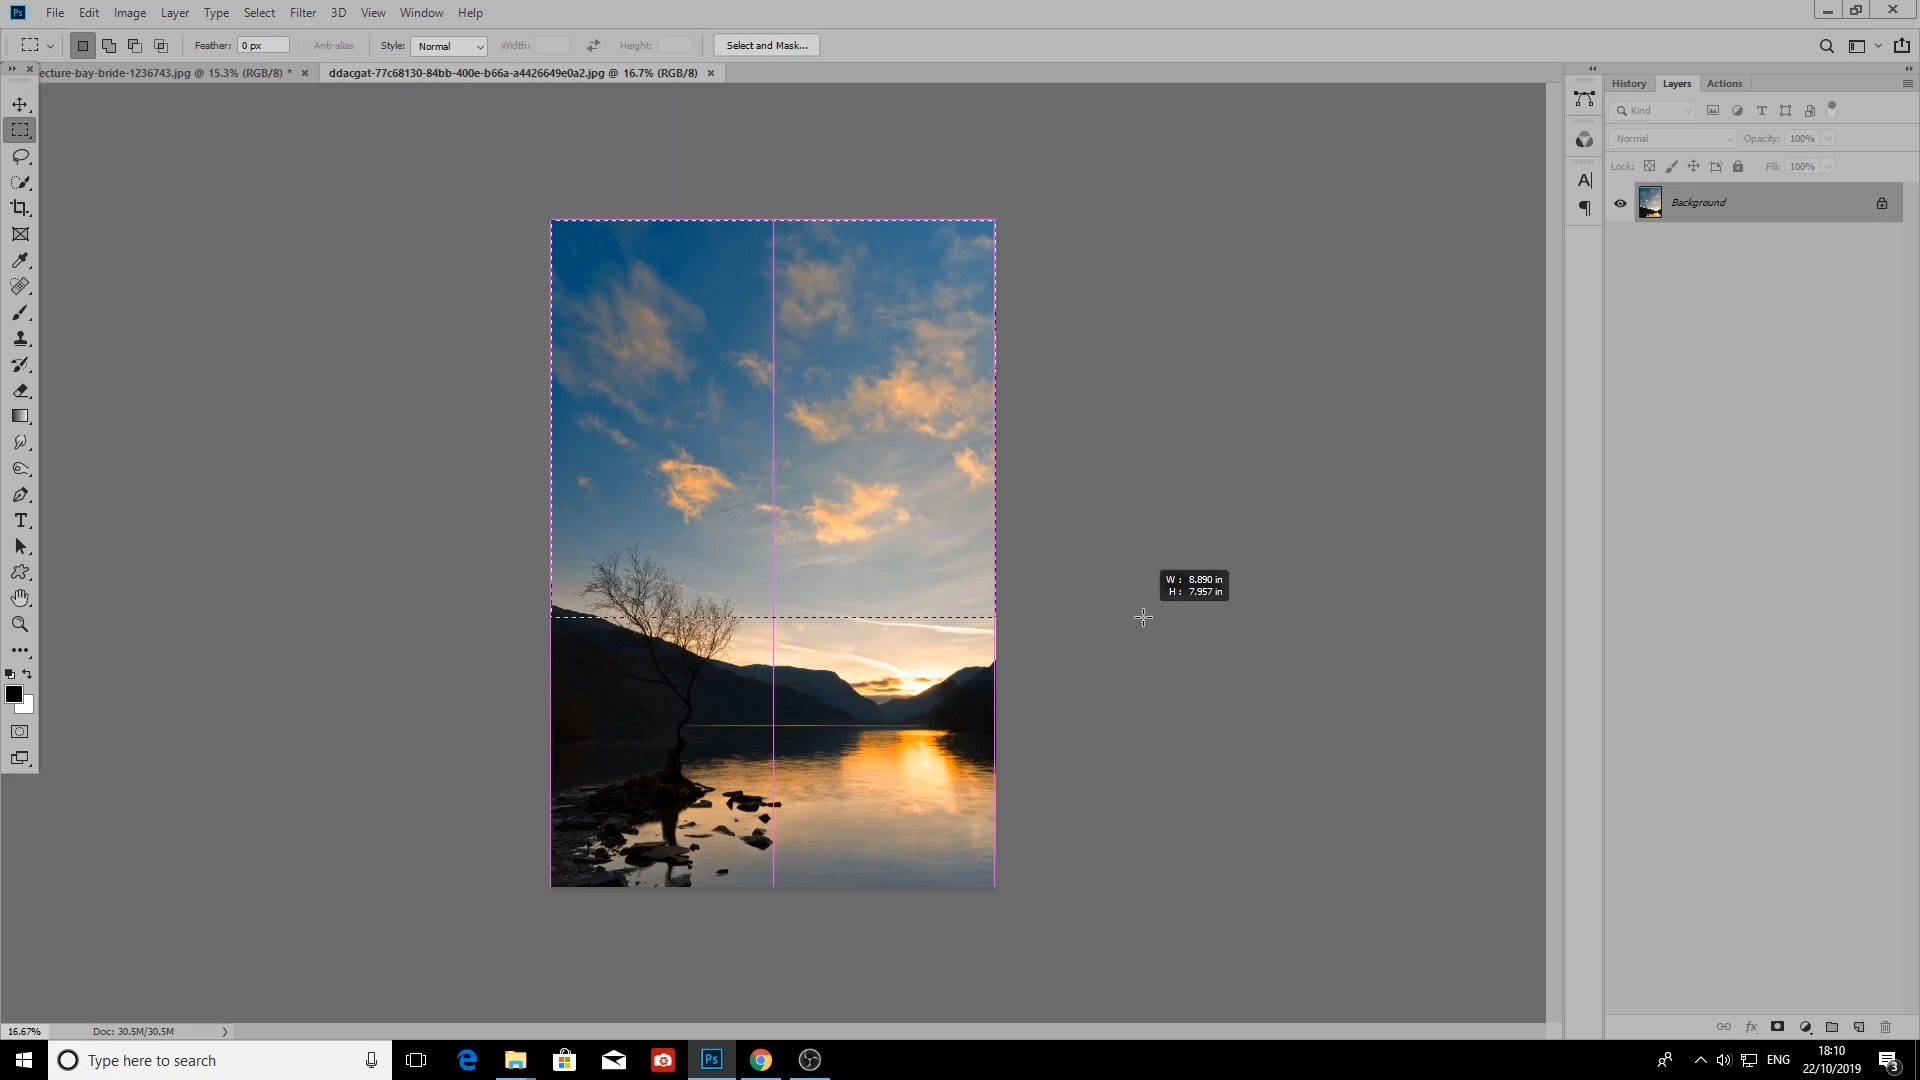 Ps File Edit Image Layer Type Select Filter 3D View Window Help
Feather: 0 px Anti-alias Style: Normal Width: Height: Select and Mask...
ecture-bay-bride-1236743.jpg @ 15.3% (RGB/8) * ddacgat-77c68130-84bb-400e-b66a-a4426649e0a2.jpg @ 16.7% (RGB/8)
History Layers Actions
Kind
Normal Opacity: 100%
Lock: Fill: 100%
Background
W : 8.890 in
H : 7.957 in
16.67% Doc: 30.5M/30.5M
Type here to search
Ps
ENG
18:10
22/10/2019
3